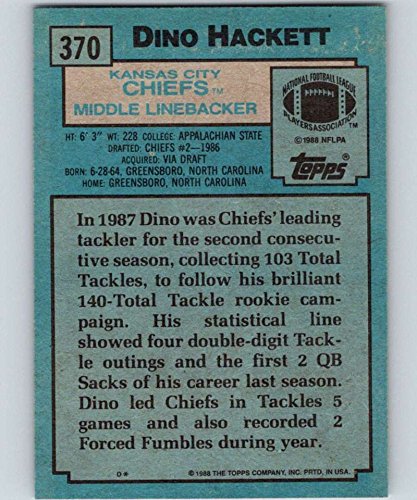 370
DINO HACKETT
KANSAS CITY
CHIEFS™
MIDDLE LINEBACKER
NATIONAL FOOTBALL LEAGUE
PLAYERS ASSOCIATION™
© 1988 NFLPA
TOPPS®
HT: 6' 3" WT: 228 COLLEGE: APPALACHIAN STATE
DRAFTED: CHIEFS #2—1986
ACQUIRED: VIA DRAFT
BORN: 6-28-64, GREENSBORO, NORTH CAROLINA
HOME: GREENSBORO, NORTH CAROLINA
In 1987 Dino was Chiefs' leading
tackler for the second consecu-
tive season, collecting 103 Total
Tackles, to follow his brilliant
140-Total Tackle rookie cam-
paign. His statistical line
showed four double-digit Tack-
le outings and the first 2 QB
Sacks of his career last season.
Dino led Chiefs in Tackles 5
games and also recorded 2
Forced Fumbles during year.
D*
© 1988 THE TOPPS COMPANY, INC. PRTD. IN USA.